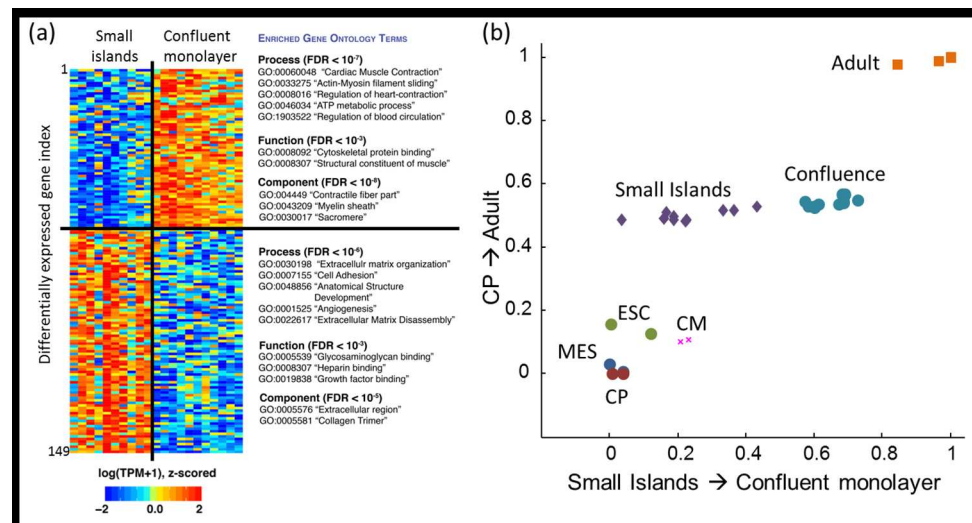 (a)
Small
islands
Confluent
monolayer
ENRICHED GENE ONTOLOGY TERMS
Process (FDR < 10⁻⁷)
GO:00060048 “Cardiac Muscle Contraction”
GO:0033275 “Actin-Myosin filament sliding”
GO:0008016 “Regulation of heart-contraction”
GO:0046034 “ATP metabolic process”
GO:1903522 “Regulation of blood circulation”
Function (FDR < 10⁻³)
GO:0008092 “Cytoskeletal protein binding”
GO:0008307 “Structural constituent of muscle”
Component (FDR < 10⁻⁸)
GO:004449 “Contractile fiber part”
GO:0043209 “Myelin sheath”
GO:0030017 “Sacromere”
Process (FDR < 10⁻⁶)
GO:0030198 “Extracellulr matrix organization”
GO:0007155 “Cell Adhesion”
GO:0048856 “Anatomical Structure
Development”
GO:0001525 “Angiogenesis”
GO:0022617 “Extracellular Matrix Disassembly”
Function (FDR < 10⁻³)
GO:0005539 “Glycosaminoglycan binding”
GO:0008307 “Heparin binding”
GO:0019838 “Growth factor binding”
Component (FDR < 10⁻⁵)
GO:0005576 “Extracellular region”
GO:0005581 “Collagen Trimer”
1
Differentially expressed gene index
149
log(TPM+1), z-scored
−2 0.0 2
(b)
CP → Adult
1
0.8
0.6
0.4
0.2
0
Adult
Confluence
Small Islands
ESC
CM
MES
CP
0 0.2 0.4 0.6 0.8 1
Small Islands → Confluent monolayer